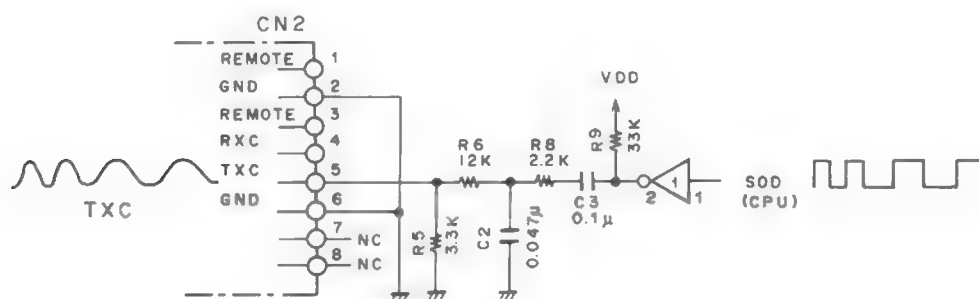 CN2
REMOTE 1
GND 2
REMOTE 3
RXC 4
TXC 5
GND 6
7 NC
8 NC
TXC
R5
3.3K
R6
12K
C2
0.047μ
R8
2.2K
C3
0.1μ
VDD
R9
33K
2 1 1
SOD
(CPU)